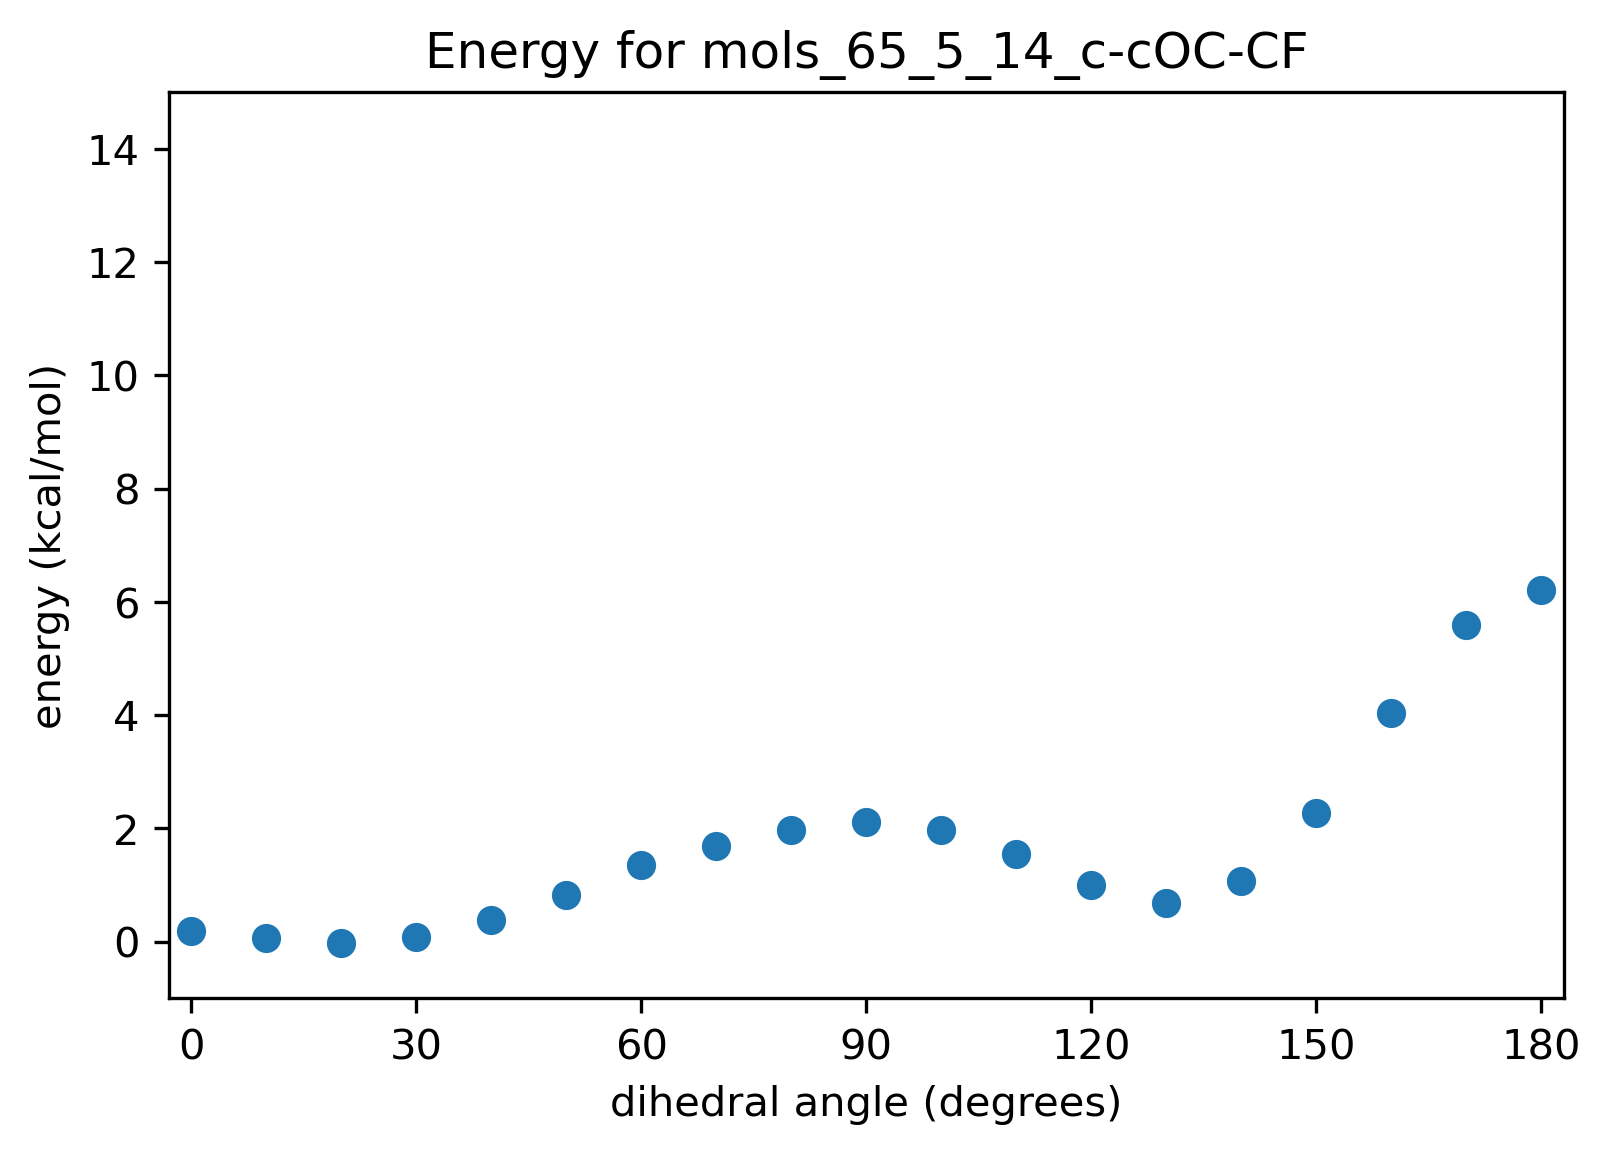 Energy for mols_65_5_14_c-cOC-CF
14
12
10
8
6
4
2
0
energy (kcal/mol)
0 30 60 90 120 150 180
dihedral angle (degrees)